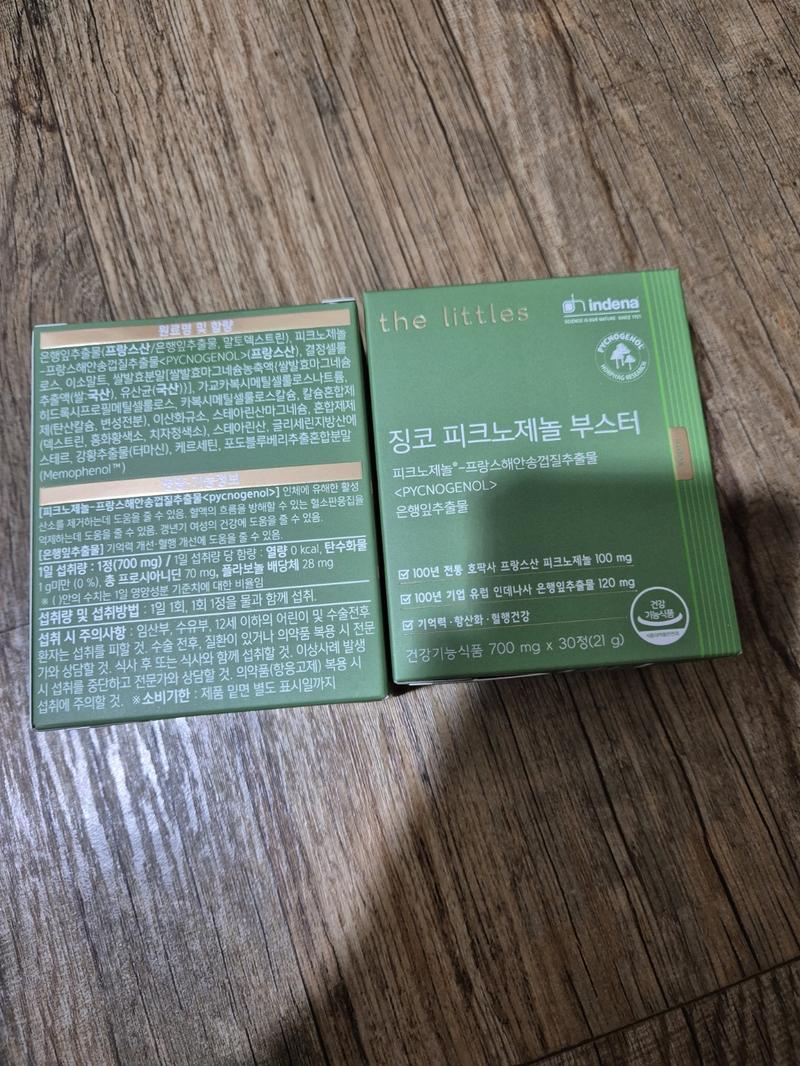 원료명 및 함량
은행잎추출물(프랑스산/은행잎추출물, 말토덱스트린), 피크노제놀
-프랑스해안송껍질추출물<PYCNOGENOL>(프랑스산), 결정셀룰
로스, 이소말트, 쌀발효분말[쌀발효마그네슘농축액(쌀발효마그네슘
추출액(쌀:국산), 유산균(국산))], 가교카복시메틸셀룰로스나트륨,
히드록시프로필메틸셀룰로스, 카복시메틸셀룰로스칼슘, 칼슘혼합제
제(탄산칼슘, 변성전분), 이산화규소, 스테아린산마그네슘, 혼합제제
(덱스트린, 홍화황색소, 치자청색소), 스테아린산, 글리세린지방산에
스테르, 강황추출물(터마신), 케르세틴, 포도블루베리추출혼합분말
(Memophenol™)
영양·기능정보
[피크노제놀-프랑스해안송껍질추출물<pycnogenol>] 인체에 유해한 활성
산소를 제거하는데 도움을 줄 수 있음. 혈액의 흐름을 방해할 수 있는 혈소판응집을
억제하는데 도움을 줄 수 있음. 갱년기 여성의 건강에 도움을 줄 수 있음.
[은행잎추출물] 기억력 개선·혈행 개선에 도움을 줄 수 있음.
1일 섭취량 : 1정(700 mg) / 1일 섭취량 당 함량 : 열량 0 kcal, 탄수화물
1 g미만 (0 %), 총 프로시아니딘 70 mg, 플라보놀 배당체 28 mg
※ ( )안의 수치는 1일 영양성분 기준치에 대한 비율임
섭취량 및 섭취방법 : 1일 1회, 1회 1정을 물과 함께 섭취.
섭취 시 주의사항 : 임산부, 수유부, 12세 이하의 어린이 및 수술전후
환자는 섭취를 피할 것. 수술 전후, 질환이 있거나 의약품 복용 시 전문
가와 상담할 것. 식사 후 또는 식사와 함께 섭취할 것. 이상사례 발생
시 섭취를 중단하고 전문가와 상담할 것. 의약품(항응고제) 복용 시
섭취에 주의할 것. ※소비기한 : 제품 밑면 별도 표시일까지
the littles
indena
SCIENCE IS OUR NATURE SINCE 1921
PYCNOGENOL
HORPHAG RESEARCH
징코 피크노제놀 부스터
피크노제놀®-프랑스해안송껍질추출물
<PYCNOGENOL>
은행잎추출물
100년 전통 호팍사 프랑스산 피크노제놀 100 mg
100년 기업 유럽 인데나사 은행잎추출물 120 mg
기억력·항산화·혈행건강
건강기능식품 700 mg x 30정(21 g)
건강
기능식품
식품의약품안전처